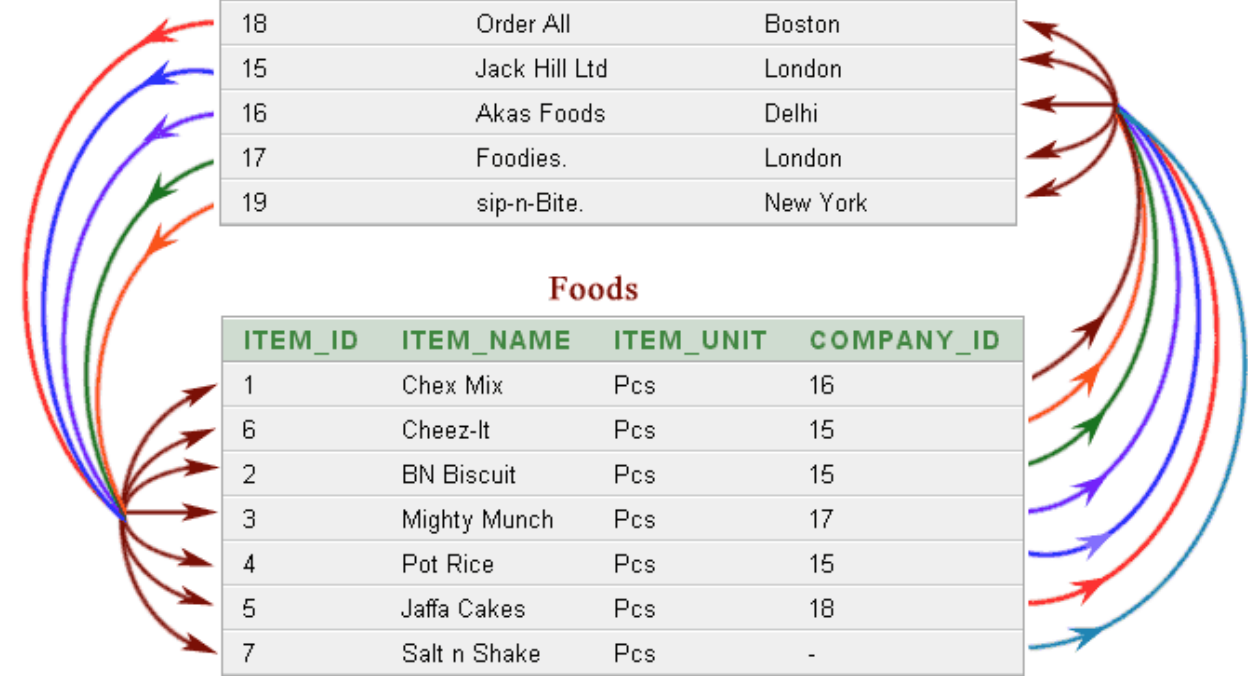 18 Order All Boston
15 Jack Hill Ltd London
16 Akas Foods Delhi
17 Foodies. London
19 sip-n-Bite. New York
Foods
ITEM_ID ITEM_NAME ITEM_UNIT COMPANY_ID
1 Chex Mix Pcs 16
6 Cheez-It Pcs 15
2 BN Biscuit Pcs 15
3 Mighty Munch Pcs 17
4 Pot Rice Pcs 15
5 Jaffa Cakes Pcs 18
7 Salt n Shake Pcs -